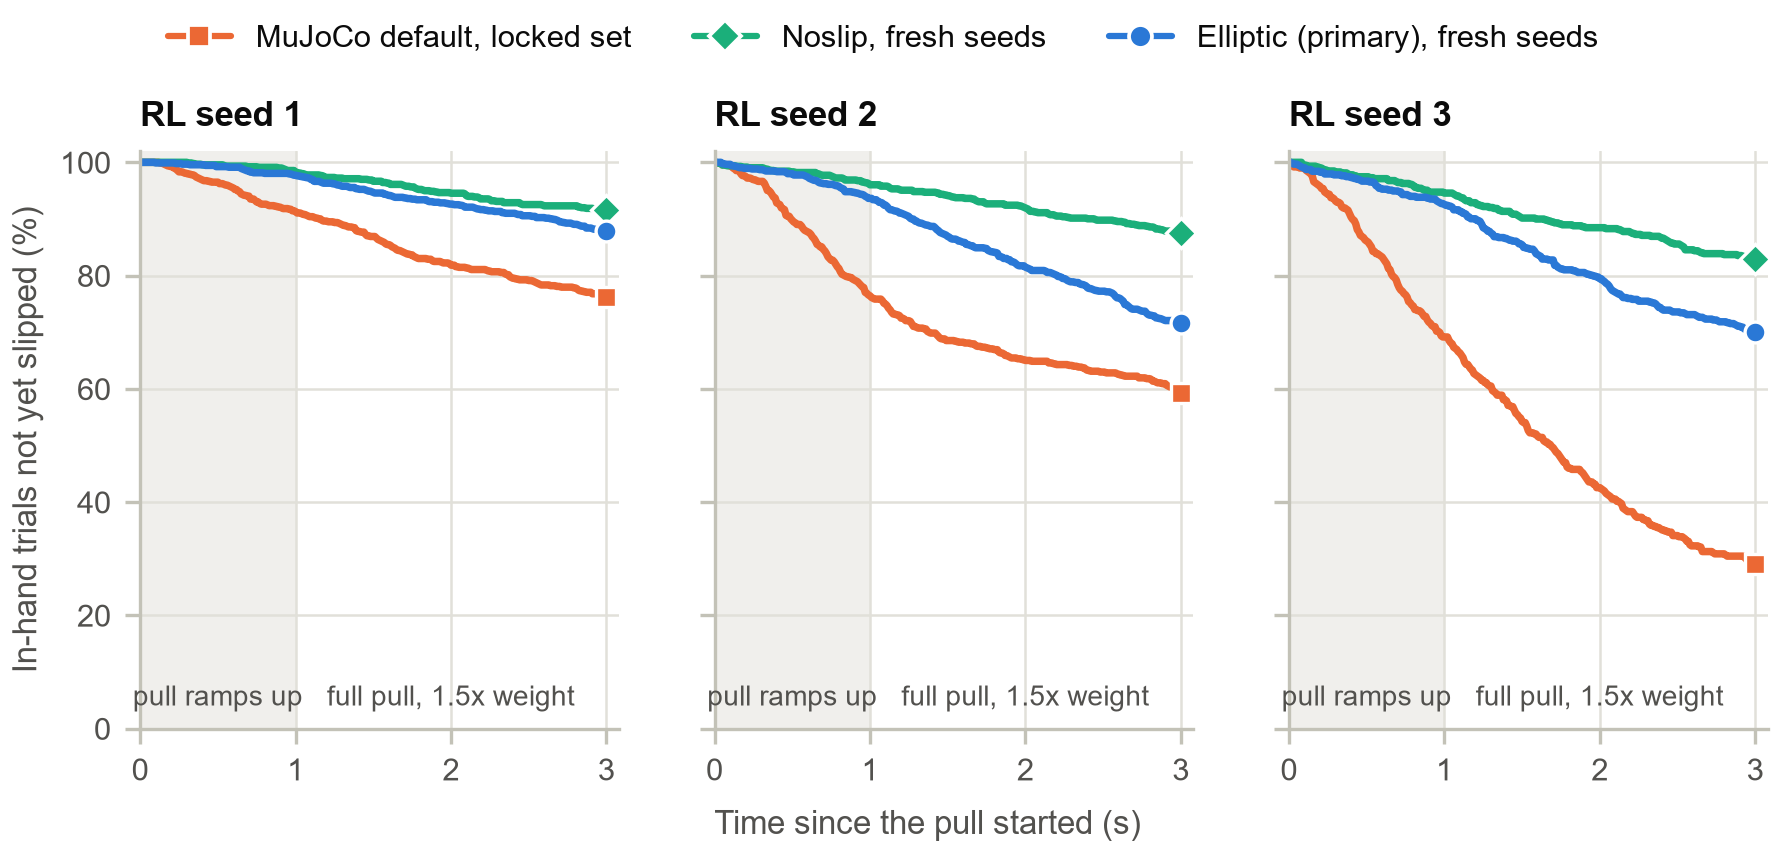 MuJoCo default, locked set
Noslip, fresh seeds
Elliptic (primary), fresh seeds
RL seed 1
RL seed 2
RL seed 3
In-hand trials not yet slipped (%)
100
80
60
40
20
0
pull ramps up
full pull, 1.5x weight
pull ramps up
full pull, 1.5x weight
pull ramps up
full pull, 1.5x weight
0 1 2 3
0 1 2 3
0 1 2 3
Time since the pull started (s)